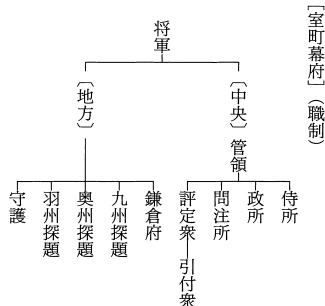 ［室町幕府］（職制）
将軍
〔中央〕管領
侍所
政所
問注所
評定衆
引付衆
〔地方〕
鎌倉府
九州探題
奥州探題
羽州探題
守護